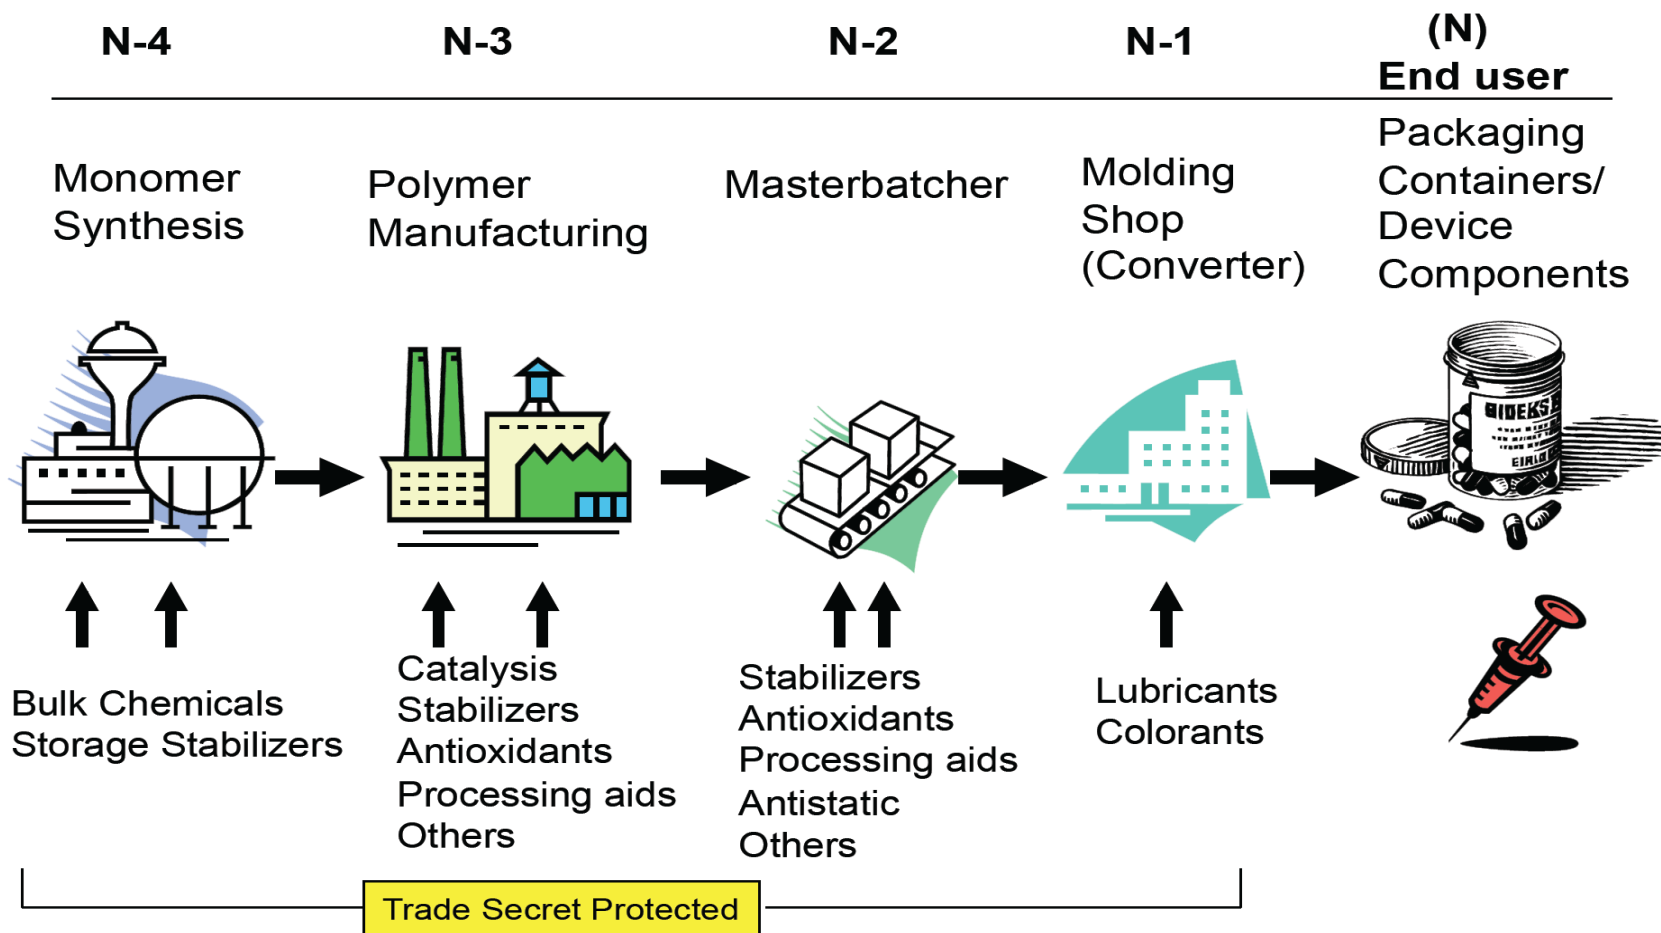 N-4
N-3
N-2
N-1
(N)
End user
Monomer
Synthesis
Polymer
Manufacturing
Masterbatcher
Molding
Shop
(Converter)
Packaging
Containers/
Device
Components
Bulk Chemicals
Storage Stabilizers
Catalysis
Stabilizers
Antioxidants
Processing aids
Others
Stabilizers
Antioxidants
Processing aids
Antistatic
Others
Lubricants
Colorants
Trade Secret Protected